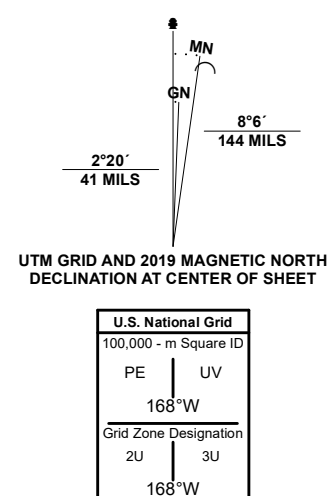 MN
GN
8°6´
144 MILS
2°20´
41 MILS
UTM GRID AND 2019 MAGNETIC NORTH
DECLINATION AT CENTER OF SHEET
U.S. National Grid
100,000 - m Square ID
PE UV
168°W
Grid Zone Designation
2U 3U
168°W